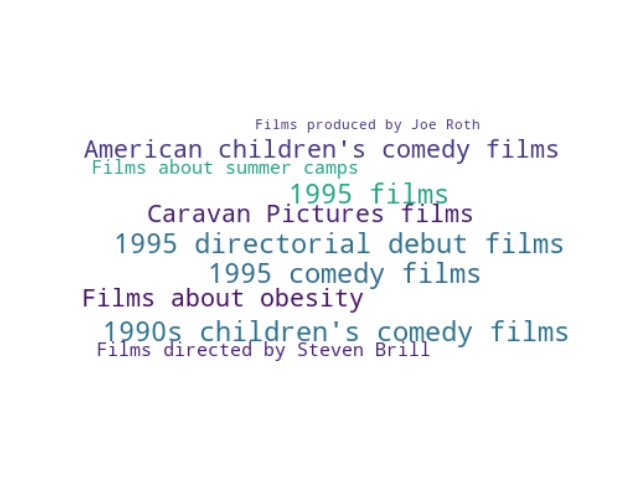 Films produced by Joe Roth
American children's comedy films
Films about summer camps
1995 films
Caravan Pictures films
1995 directorial debut films
1995 comedy films
Films about obesity
1990s children's comedy films
Films directed by Steven Brill